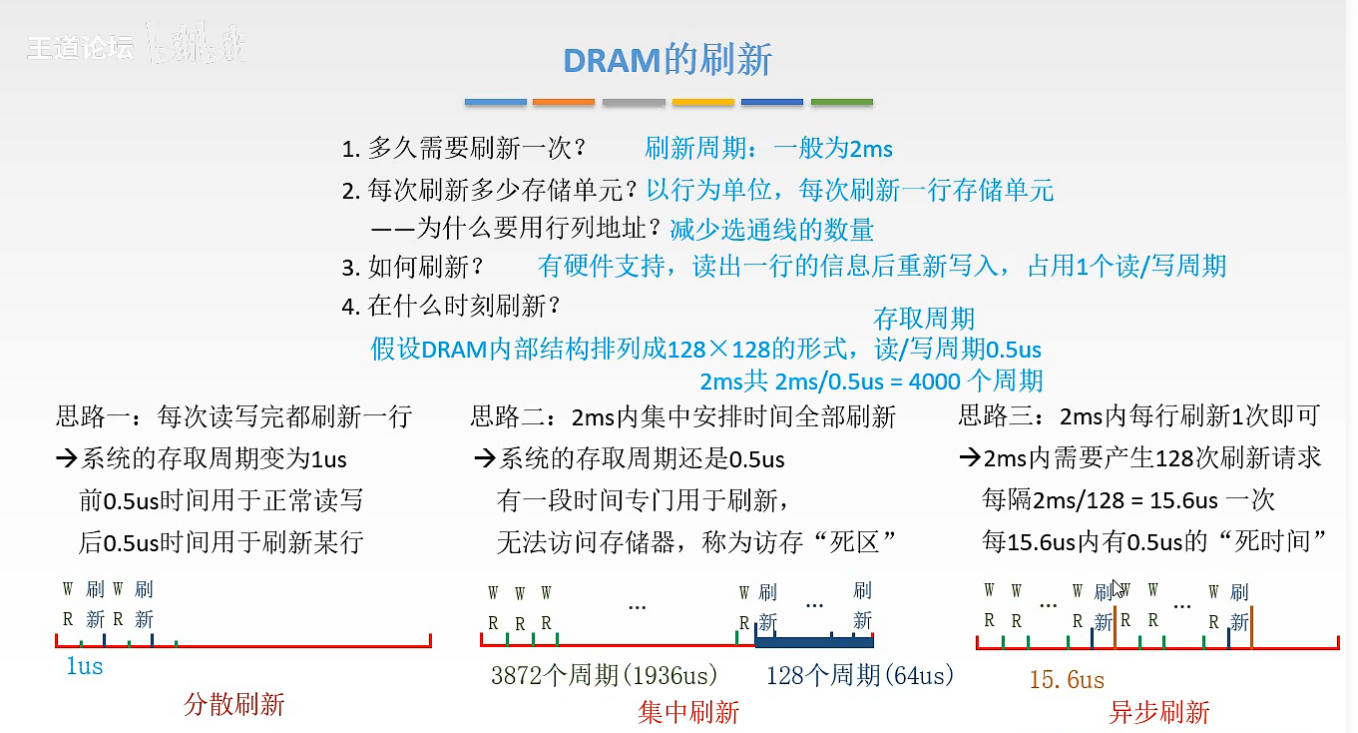 王道论坛 bilibili
DRAM的刷新
1. 多久需要刷新一次？ 刷新周期：一般为2ms
2. 每次刷新多少存储单元？以行为单位，每次刷新一行存储单元
——为什么要用行列地址？减少选通线的数量
3. 如何刷新？ 有硬件支持，读出一行的信息后重新写入，占用1个读/写周期
4. 在什么时刻刷新？
存取周期
假设DRAM内部结构排列成128×128的形式，读/写周期0.5us
2ms共 2ms/0.5us = 4000 个周期
思路一：每次读写完都刷新一行
→系统的存取周期变为1us
前0.5us时间用于正常读写
后0.5us时间用于刷新某行
W 刷 W 刷
R 新 R 新
1us
分散刷新
思路二：2ms内集中安排时间全部刷新
→系统的存取周期还是0.5us
有一段时间专门用于刷新，
无法访问存储器，称为访存“死区”
W W W ... W 刷 ... 刷
R R R R 新 新
3872个周期(1936us) 128个周期(64us)
集中刷新
思路三：2ms内每行刷新1次即可
→2ms内需要产生128次刷新请求
每隔2ms/128 = 15.6us 一次
每15.6us内有0.5us的“死时间”
W W ... W 刷 W W ... W 刷
R R R 新 R R R 新
15.6us
异步刷新